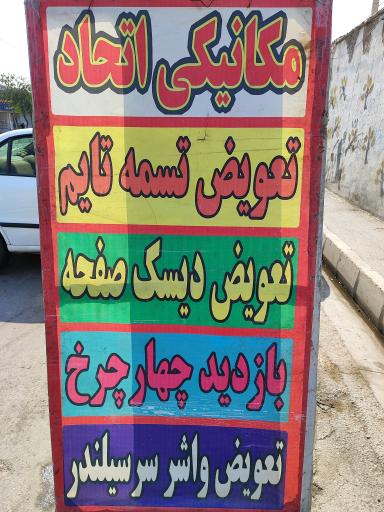 مکانیکی اتحاد
تعویض تسمه تایم
تعویض دیسک صفحه
بازدید چهارچرخ
تعویض واشر سرسیلندر